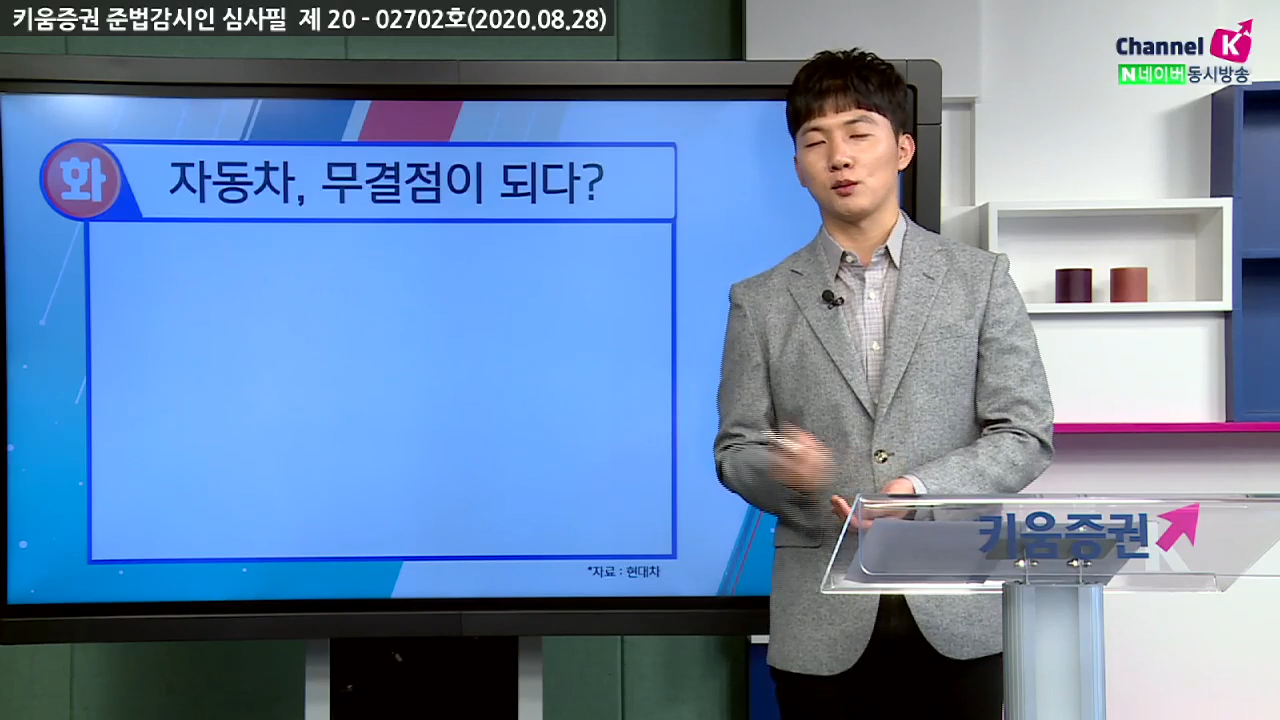 키움증권 준법감시인 심사필 제 20 - 02702호(2020.08.28)
Channel K
N 네이버 동시방송
화 자동차, 무결점이 되다?
*자료 : 현대차
키움증권
K